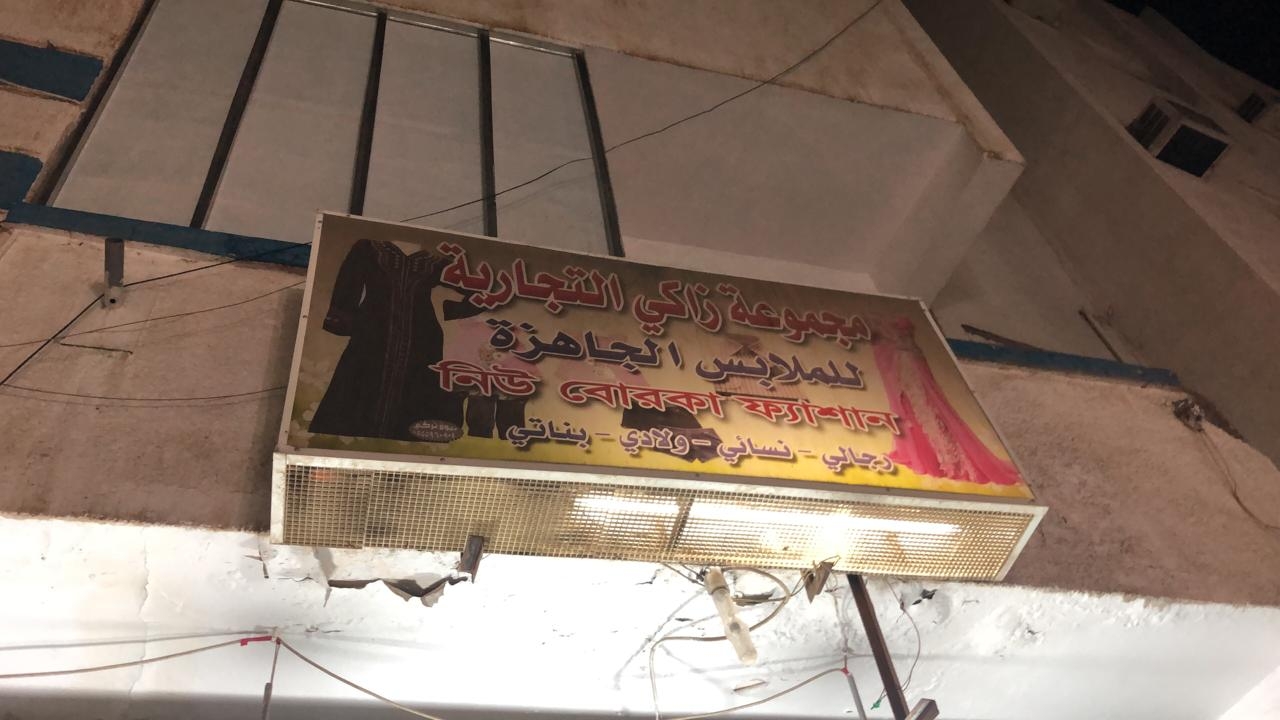 مجموعة زاكي التجارية
للملابس الجاهزة
নিউ বোরকা ফ্যাশান
رجالي - نسائي - ولادي - بناتي